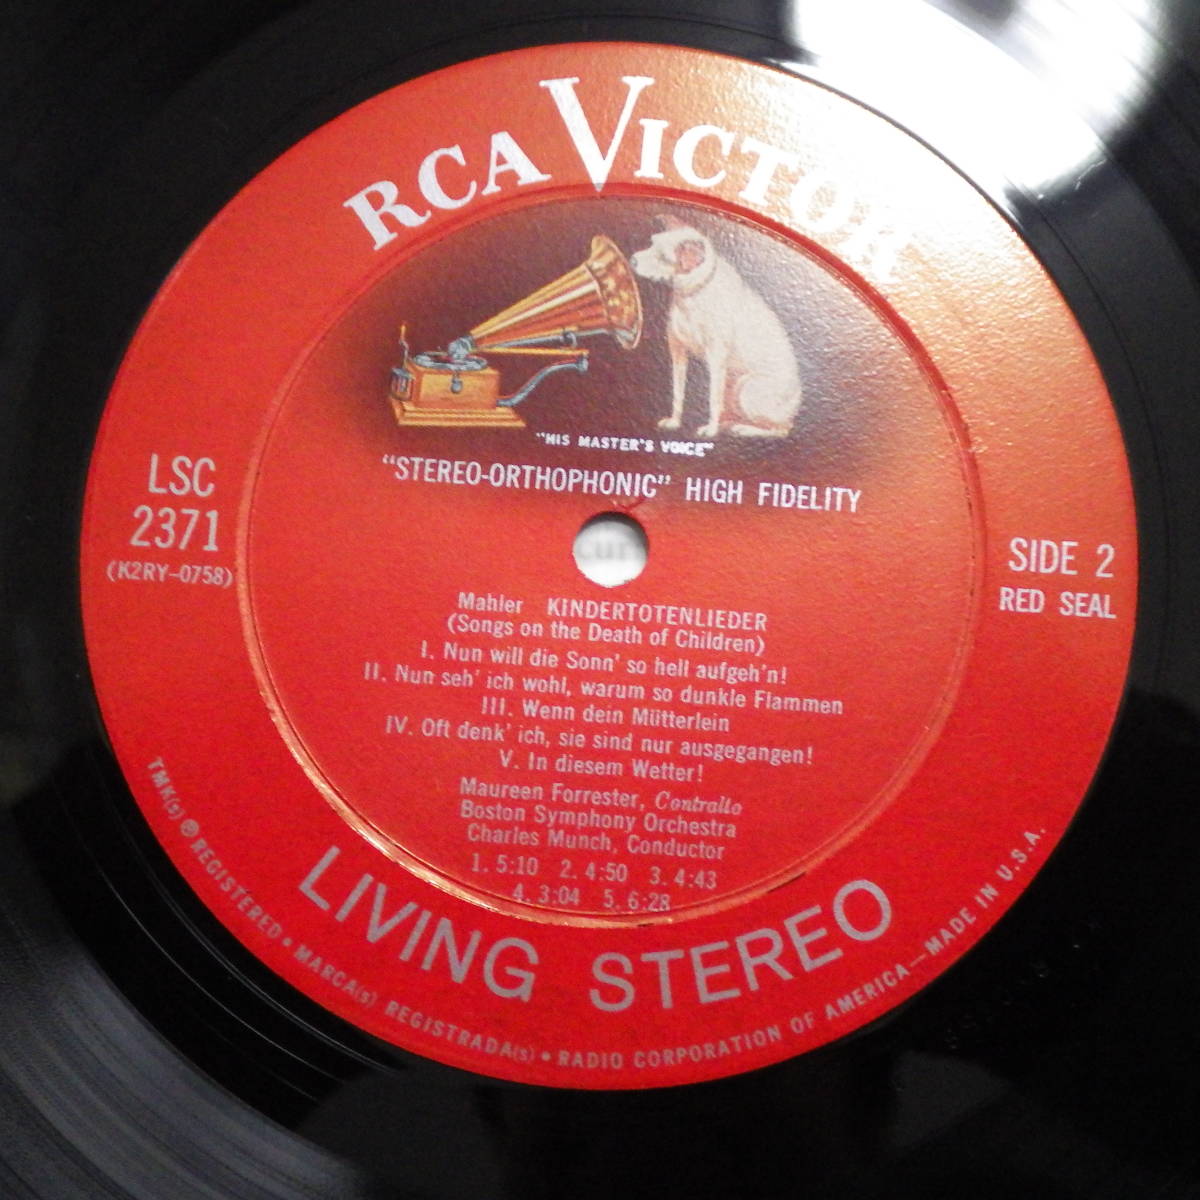 RCA VICTOR
"HIS MASTER'S VOICE"
"STEREO-ORTHOPHONIC" HIGH FIDELITY
LSC
2371
(K2RY-0758)
SIDE 2
RED SEAL
Mahler KINDERTOTENLIEDER
(Songs on the Death of Children)
I. Nun will die Sonn' so hell aufgeh'n!
II. Nun seh' ich wohl, warum so dunkle Flammen
III. Wenn dein Mütterlein
IV. Oft denk' ich, sie sind nur ausgegangen!
V. In diesem Wetter!
Maureen Forrester, Contralto
Boston Symphony Orchestra
Charles Munch, Conductor
1. 5:10 2. 4:50 3. 4:43
4. 3:04 5. 6:28
LIVING STEREO
TMK(s) ® REGISTERED • MARCA(s) REGISTRADA(s) • RADIO CORPORATION OF AMERICA—MADE IN U.S.A.